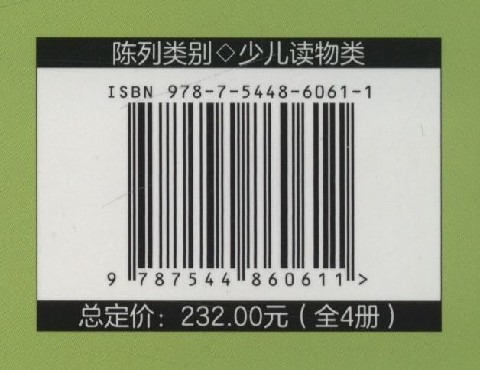 陈列类别◇少儿读物类
ISBN 978-7-5448-6061-1
9 787544 860611 >
总定价：232.00元（全4册）